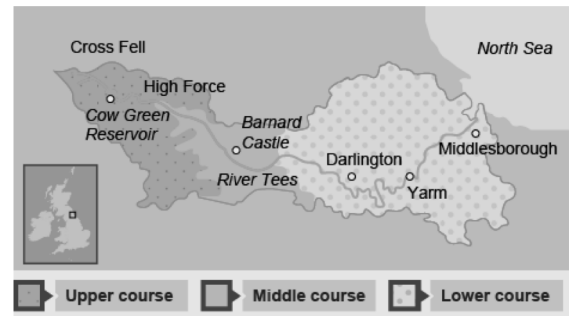 Cross Fell
North Sea
High Force
Cow Green
Reservoir
Barnard
Castle
Middlesborough
Darlington
River Tees
Yarm
Upper course
Middle course
Lower course